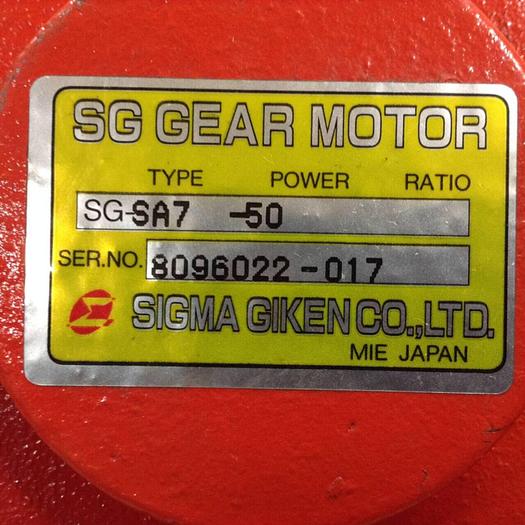 SG GEAR MOTOR
TYPE POWER RATIO
SG-SA7 -50
SER.NO. 8096022-017
SIGMA GIKEN CO.,LTD.
MIE JAPAN